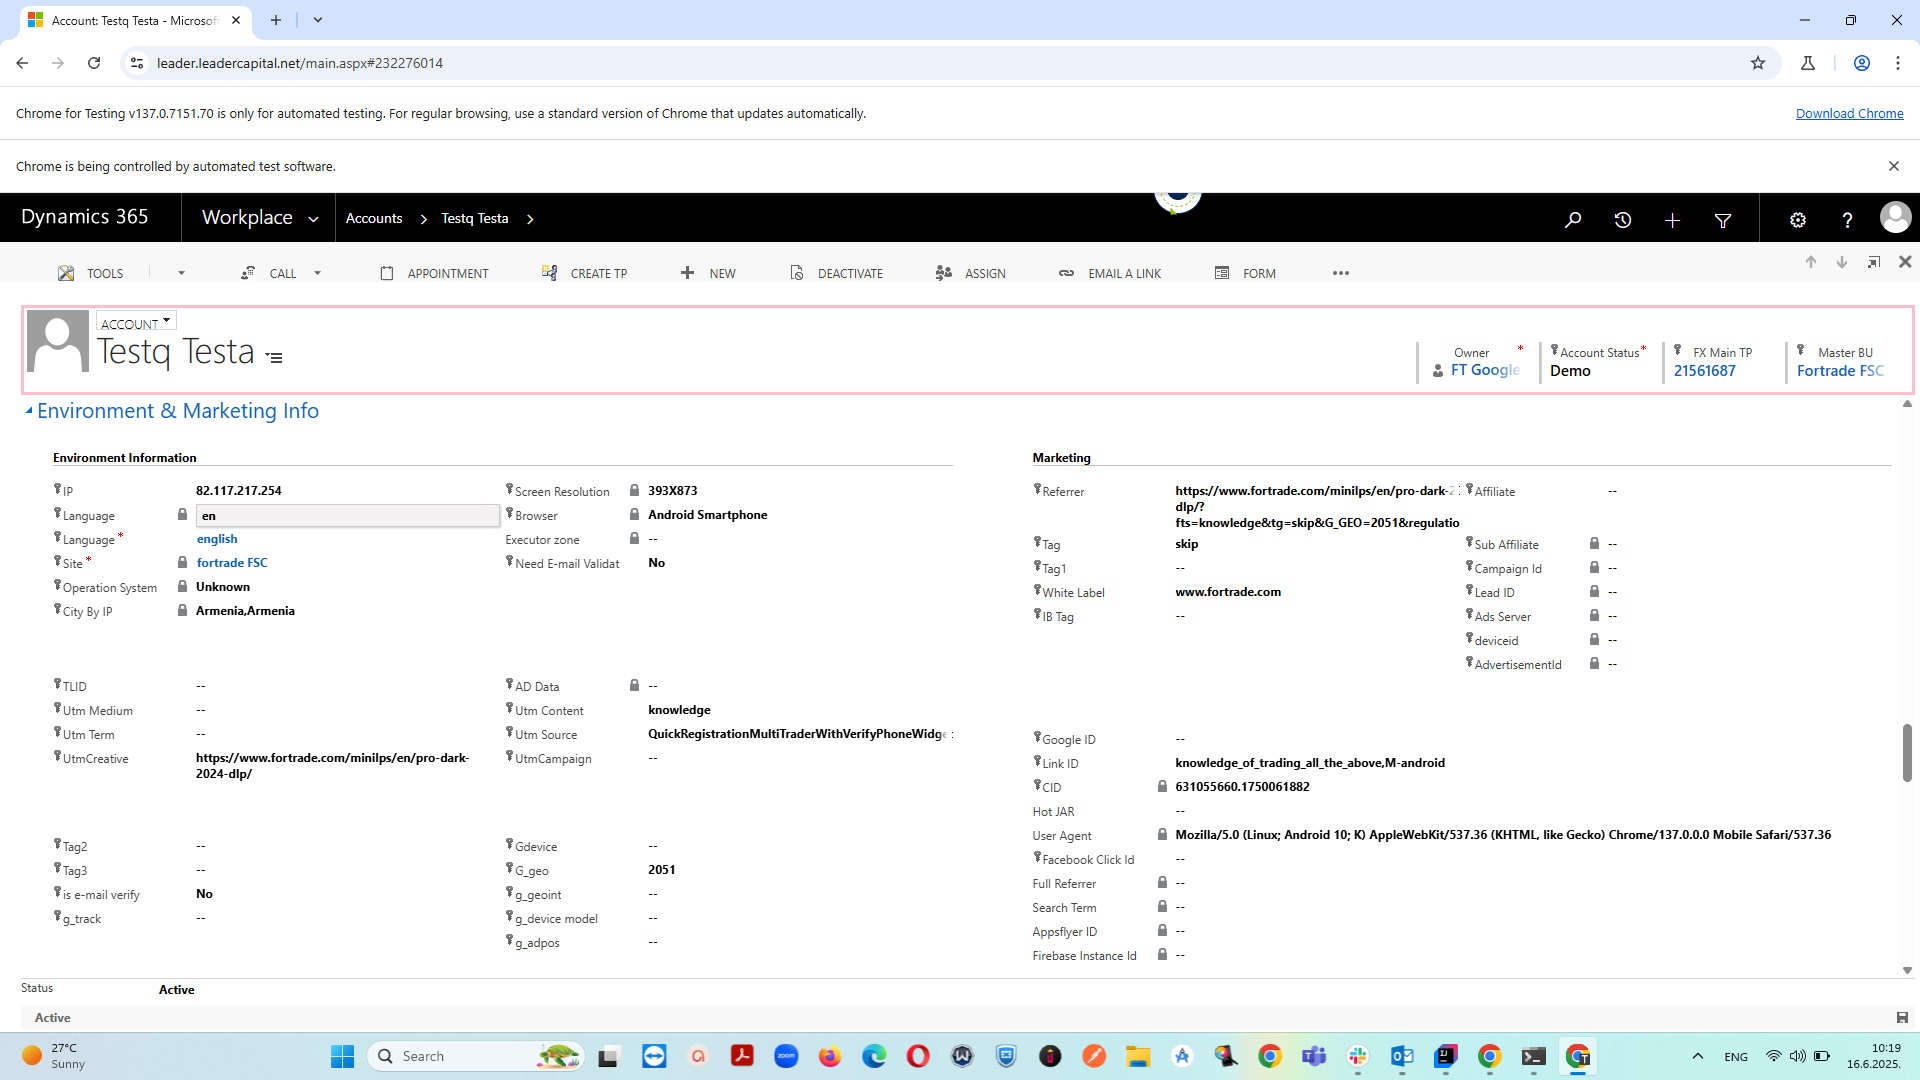 Account: Testq Testa - Microsof
leader.leadercapital.net/main.aspx#232276014
Chrome for Testing v137.0.7151.70 is only for automated testing. For regular browsing, use a standard version of Chrome that updates automatically.
Download Chrome
Chrome is being controlled by automated test software.
Dynamics 365
Workplace
Accounts
Testq Testa
TOOLS
CALL
APPOINTMENT
CREATE TP
NEW
DEACTIVATE
ASSIGN
EMAIL A LINK
FORM
ACCOUNT
Testq Testa
Owner *
FT Google
Account Status *
Demo
FX Main TP
21561687
Master BU
Fortrade FSC
Environment & Marketing Info
Environment Information
IP 82.117.217.254
Language en
Language * english
Site * fortrade FSC
Operation System Unknown
City By IP Armenia,Armenia
Screen Resolution 393X873
Browser Android Smartphone
Executor zone --
Need E-mail Validat No
TLID --
Utm Medium --
Utm Term --
UtmCreative https://www.fortrade.com/minilps/en/pro-dark-
2024-dlp/
AD Data --
Utm Content knowledge
Utm Source QuickRegistrationMultiTraderWithVerifyPhoneWidge
UtmCampaign --
Tag2 --
Tag3 --
is e-mail verify No
g_track --
Gdevice --
G_geo 2051
g_geoint --
g_device model --
g_adpos --
Marketing
Referrer https://www.fortrade.com/minilps/en/pro-dark-2
dlp/?
fts=knowledge&tg=skip&G_GEO=2051&regulatio
Tag skip
Tag1 --
White Label www.fortrade.com
IB Tag --
Affiliate --
Sub Affiliate --
Campaign Id --
Lead ID --
Ads Server --
deviceid --
AdvertisementId --
Google ID --
Link ID knowledge_of_trading_all_the_above,M-android
CID 631055660.1750061882
Hot JAR --
User Agent Mozilla/5.0 (Linux; Android 10; K) AppleWebKit/537.36 (KHTML, like Gecko) Chrome/137.0.0.0 Mobile Safari/537.36
Facebook Click Id --
Full Referrer --
Search Term --
Appsflyer ID --
Firebase Instance Id --
Status Active
Active
27°C
Sunny
Search
zoom
ENG
10:19
16.6.2025.